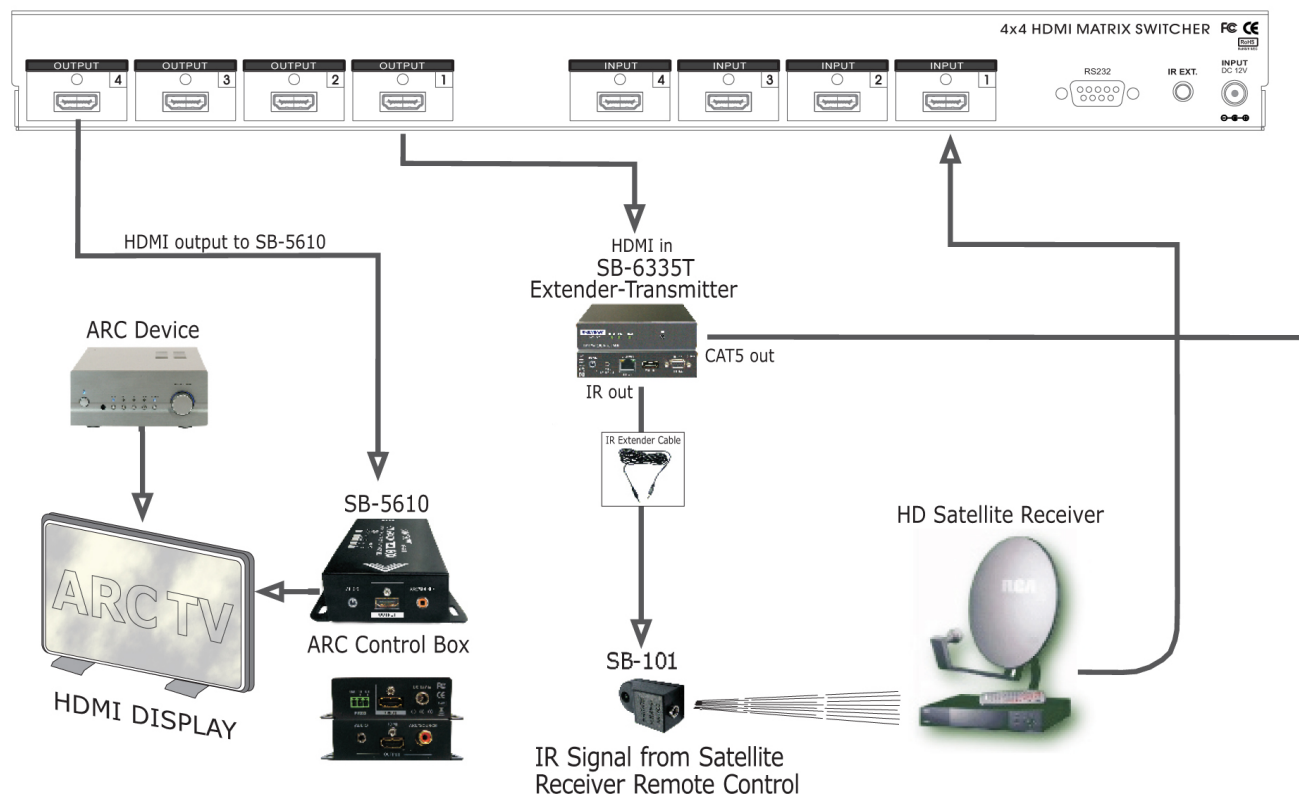 4x4 HDMI MATRIX SWITCHER FC CE
RoHS
OUTPUT
4
OUTPUT
3
OUTPUT
2
OUTPUT
1
INPUT
4
INPUT
3
INPUT
2
INPUT
1
RS232
IR EXT.
INPUT
DC 12V
HDMI output to SB-5610
HDMI in
SB-6335T
Extender-Transmitter
CAT5 out
IR out
ARC Device
IR Extender Cable
SB-5610
HD Satellite Receiver
RCA
ARC TV
ARC Control Box
HDMI DISPLAY
SB-101
IR Signal from Satellite
Receiver Remote Control